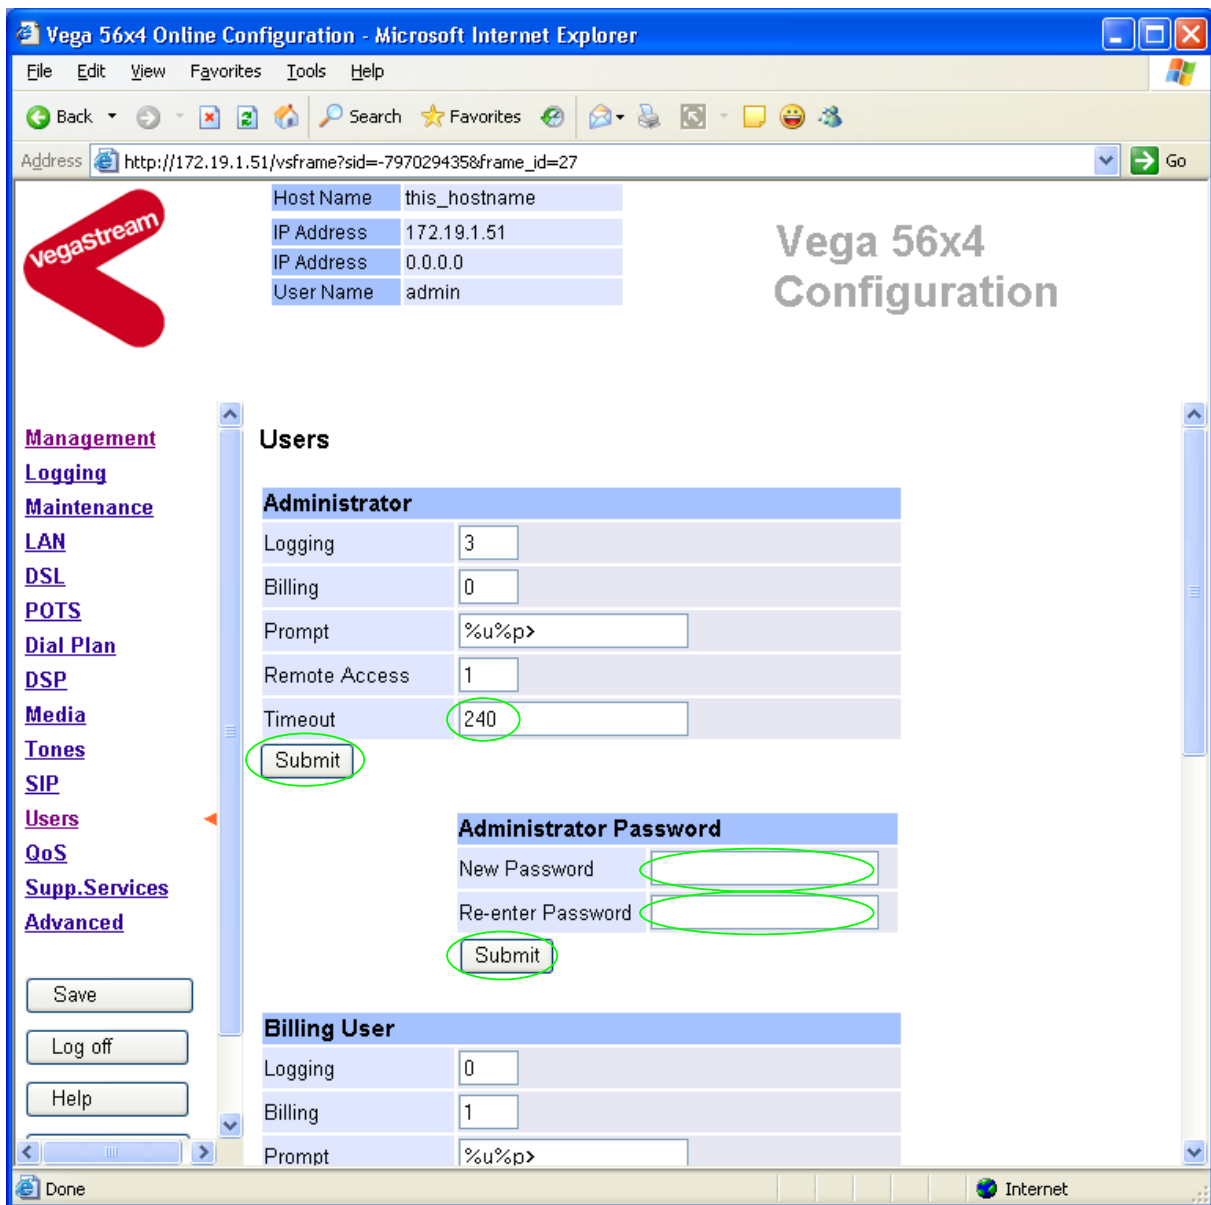 Vega 56x4 Online Configuration - Microsoft Internet Explorer
File Edit View Favorites Tools Help
Back Search Favorites
Address http://172.19.1.51/vsframe?sid=-797029435&frame_id=27 Go
VegaStream
Host Name this_hostname
IP Address 172.19.1.51
IP Address 0.0.0.0
User Name admin
Vega 56x4
Configuration
Management
Logging
Maintenance
LAN
DSL
POTS
Dial Plan
DSP
Media
Tones
SIP
Users
QoS
Supp.Services
Advanced
Save
Log off
Help
Users
Administrator
Logging 3
Billing 0
Prompt %u%p>
Remote Access 1
Timeout 240
Submit
Administrator Password
New Password
Re-enter Password
Submit
Billing User
Logging 0
Billing 1
Prompt %u%p>
Done Internet